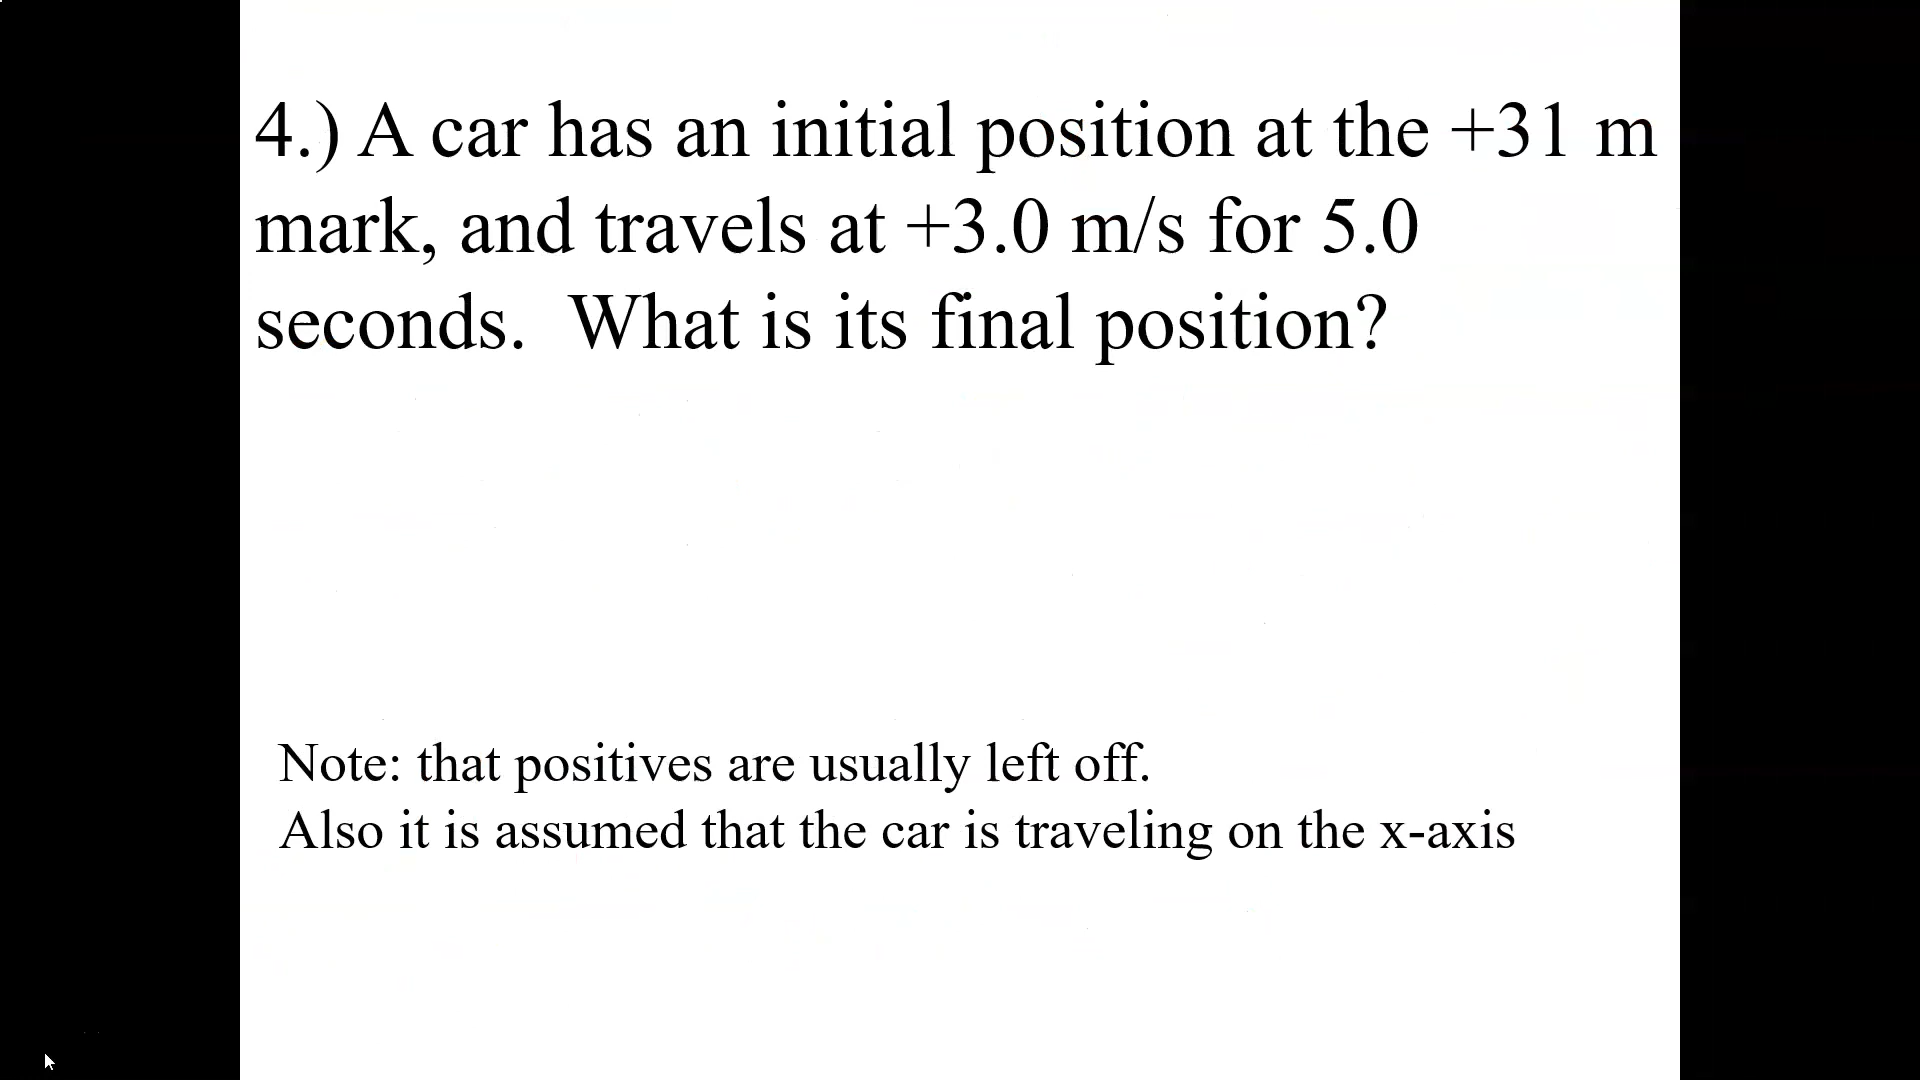 4.) A car has an initial position at the +31 m
mark, and travels at +3.0 m/s for 5.0
seconds.  What is its final position?
Note: that positives are usually left off.
Also it is assumed that the car is traveling on the x-axis